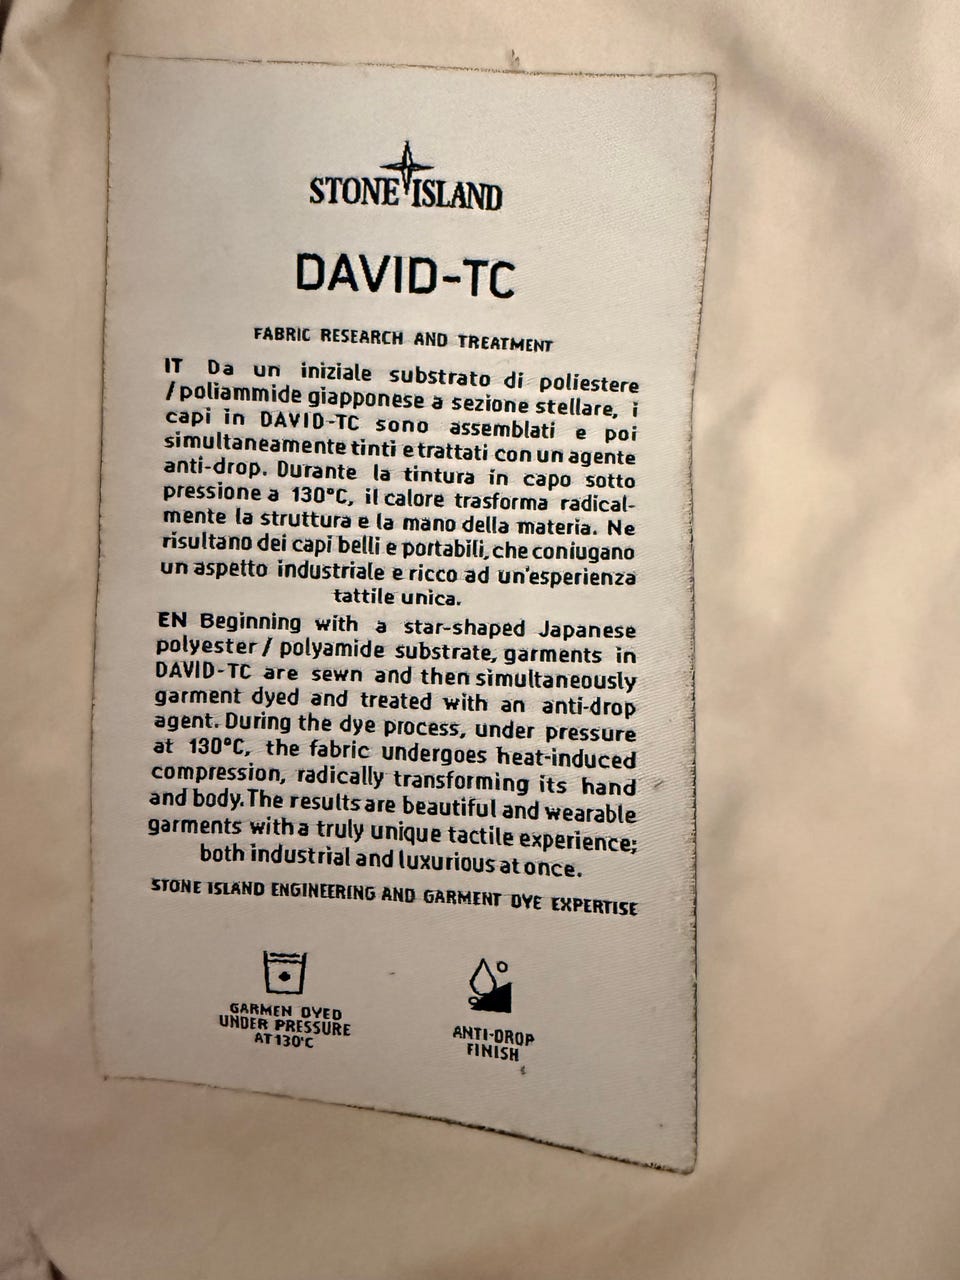 STONE ISLAND
DAVID-TC
FABRIC RESEARCH AND TREATMENT
IT Da un iniziale substrato di poliestere
/poliammide giapponese a sezione stellare, i
capi in DAVID-TC sono assemblati e poi
simultaneamente tinti e trattati con un agente
anti-drop. Durante la tintura in capo sotto
pressione a 130°C, il calore trasforma radical-
mente la struttura e la mano della materia. Ne
risultano dei capi belli e portabili, che coniugano
un aspetto industriale e ricco ad un'esperienza
tattile unica.
EN Beginning with a star-shaped Japanese
polyester / polyamide substrate, garments in
DAVID-TC are sewn and then simultaneously
garment dyed and treated with an anti-drop
agent. During the dye process, under pressure
at 130°C, the fabric undergoes heat-induced
compression, radically transforming its hand
and body. The results are beautiful and wearable
garments with a truly unique tactile experience;
both industrial and luxurious at once.
STONE ISLAND ENGINEERING AND GARMENT DYE EXPERTISE
GARMEN DYED
UNDER PRESSURE
AT 130°C
ANTI-DROP
FINISH